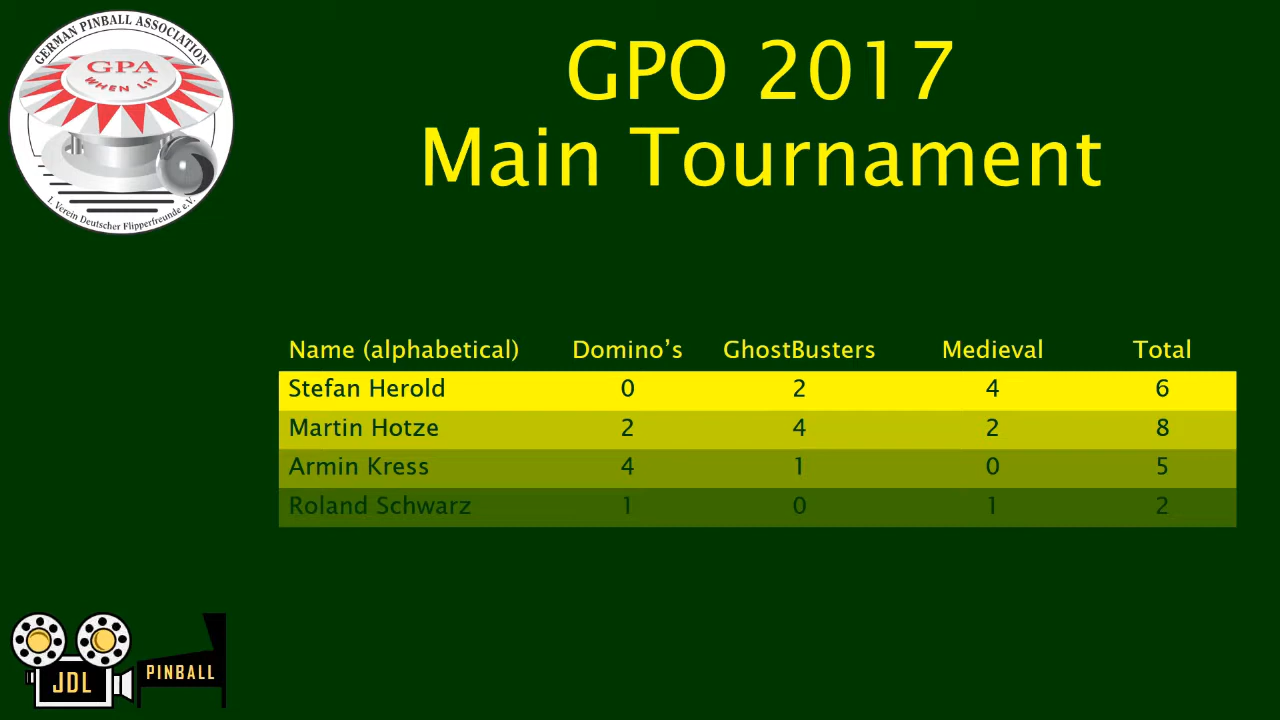 GERMAN PINBALL ASSOCIATION
GPA
WHEN LIT
1. Verein Deutscher Flipperfreunde e.V.
GPO 2017
Main Tournament
Name (alphabetical) Domino’s GhostBusters Medieval Total
Stefan Herold 0 2 4 6
Martin Hotze 2 4 2 8
Armin Kress 4 1 0 5
Roland Schwarz 1 0 1 2
JDL PINBALL